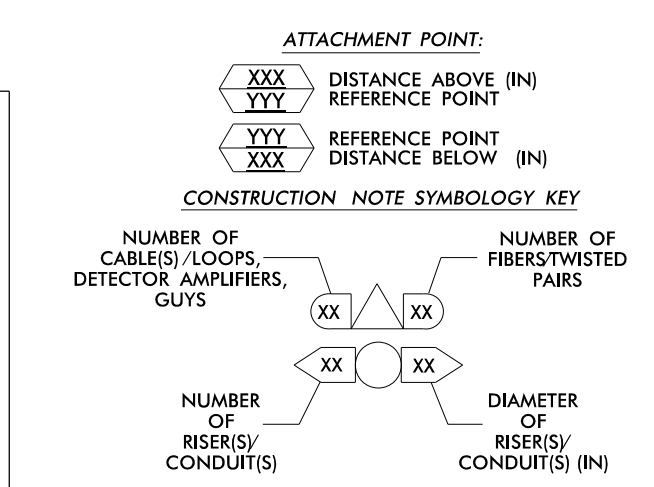 ATTACHMENT POINT:
XXX
YYY
DISTANCE ABOVE (IN)
REFERENCE POINT
YYY
XXX
REFERENCE POINT
DISTANCE BELOW (IN)
CONSTRUCTION NOTE SYMBOLOGY KEY
NUMBER OF
CABLE(S)/LOOPS,
DETECTOR AMPLIFIERS,
GUYS
NUMBER OF
FIBERS/TWISTED
PAIRS
XX
XX
XX
XX
NUMBER
OF
RISER(S)/
CONDUIT(S)
DIAMETER
OF
RISER(S)/
CONDUIT(S) (IN)